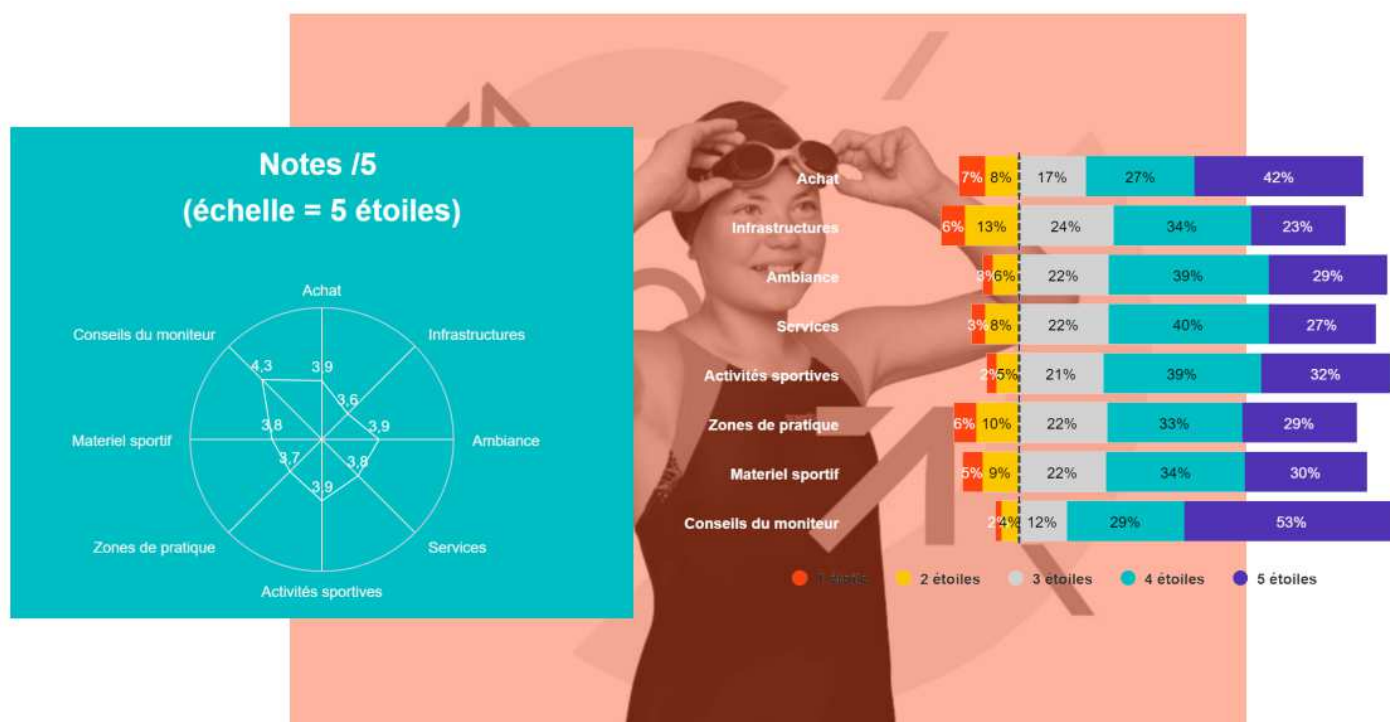 Notes /5
(échelle = 5 étoiles)
Achat
Conseils du moniteur
Infrastructures
4,3
3,9
3,6
Materiel sportif
3,8
3,9
Ambiance
3,7
3,8
3,9
Zones de pratique
Services
Activités sportives
Achat 7% 8% 17% 27% 42%
Infrastructures 6% 13% 24% 34% 23%
Ambiance 3% 6% 22% 39% 29%
Services 3% 8% 22% 40% 27%
Activités sportives 2% 5% 21% 39% 32%
Zones de pratique 6% 10% 22% 33% 29%
Materiel sportif 5% 9% 22% 34% 30%
Conseils du moniteur 2% 4% 12% 29% 53%
1 étoile 2 étoiles 3 étoiles 4 étoiles 5 étoiles